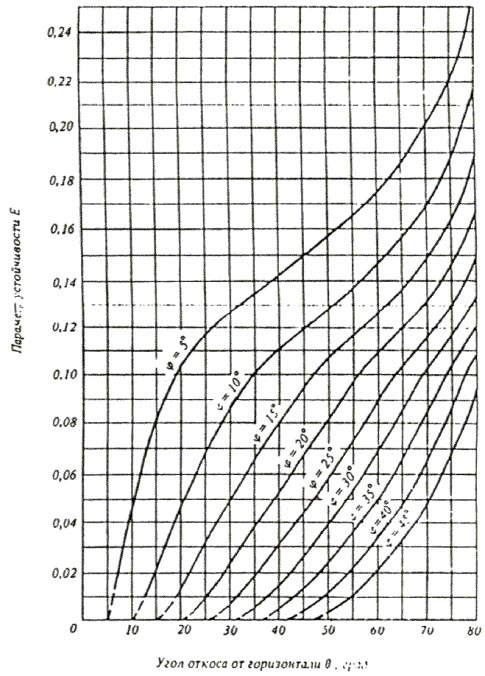 0,24
0,22
0,20
0,18
0,16
0,14
0,12
0,10
0,08
0,06
0,04
0,02
0
Параметр устойчивости E
φ = 5°
φ = 10°
φ = 15°
φ = 20°
φ = 25°
φ = 30°
φ = 35°
φ = 40°
φ = 45°
10 20 30 40 50 60 70 80
Угол откоса от горизонтали θ, град